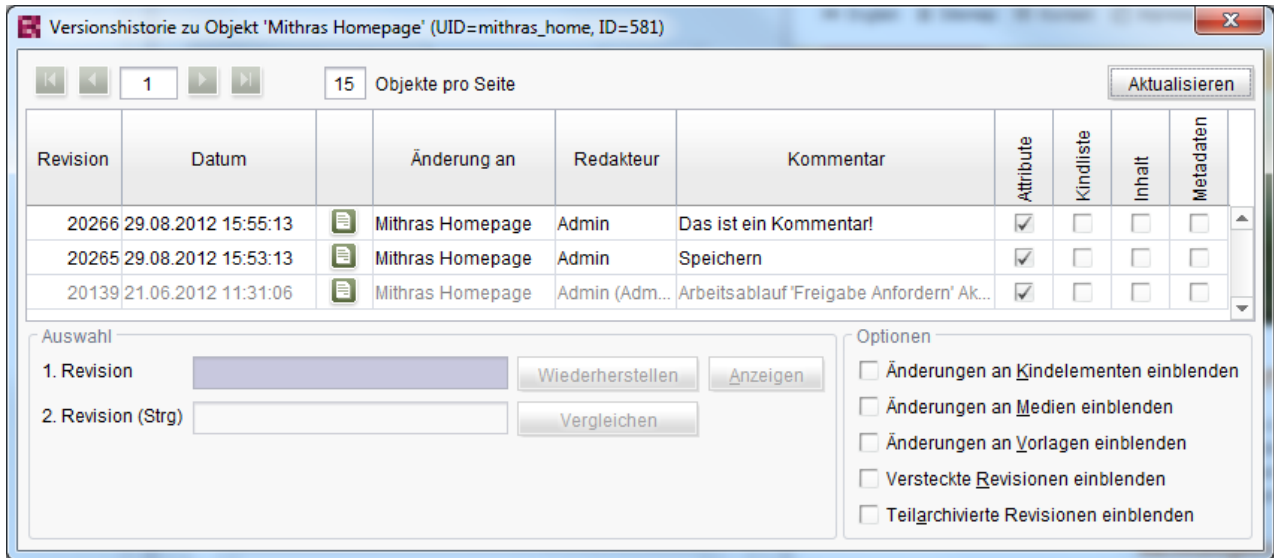 Versionshistorie zu Objekt 'Mithras Homepage' (UID=mithras_home, ID=581)
1 15 Objekte pro Seite Aktualisieren
Revision Datum Änderung an Redakteur Kommentar Attribute Kindliste Inhalt Metadaten
20266 29.08.2012 15:55:13 Mithras Homepage Admin Das ist ein Kommentar!
20265 29.08.2012 15:53:13 Mithras Homepage Admin Speichern
20139 21.06.2012 11:31:06 Mithras Homepage Admin (Adm... Arbeitsablauf 'Freigabe Anfordern' Ak...
Auswahl
1. Revision Wiederherstellen Anzeigen
2. Revision (Strg) Vergleichen
Optionen
Änderungen an Kindelementen einblenden
Änderungen an Medien einblenden
Änderungen an Vorlagen einblenden
Versteckte Revisionen einblenden
Teilarchivierte Revisionen einblenden